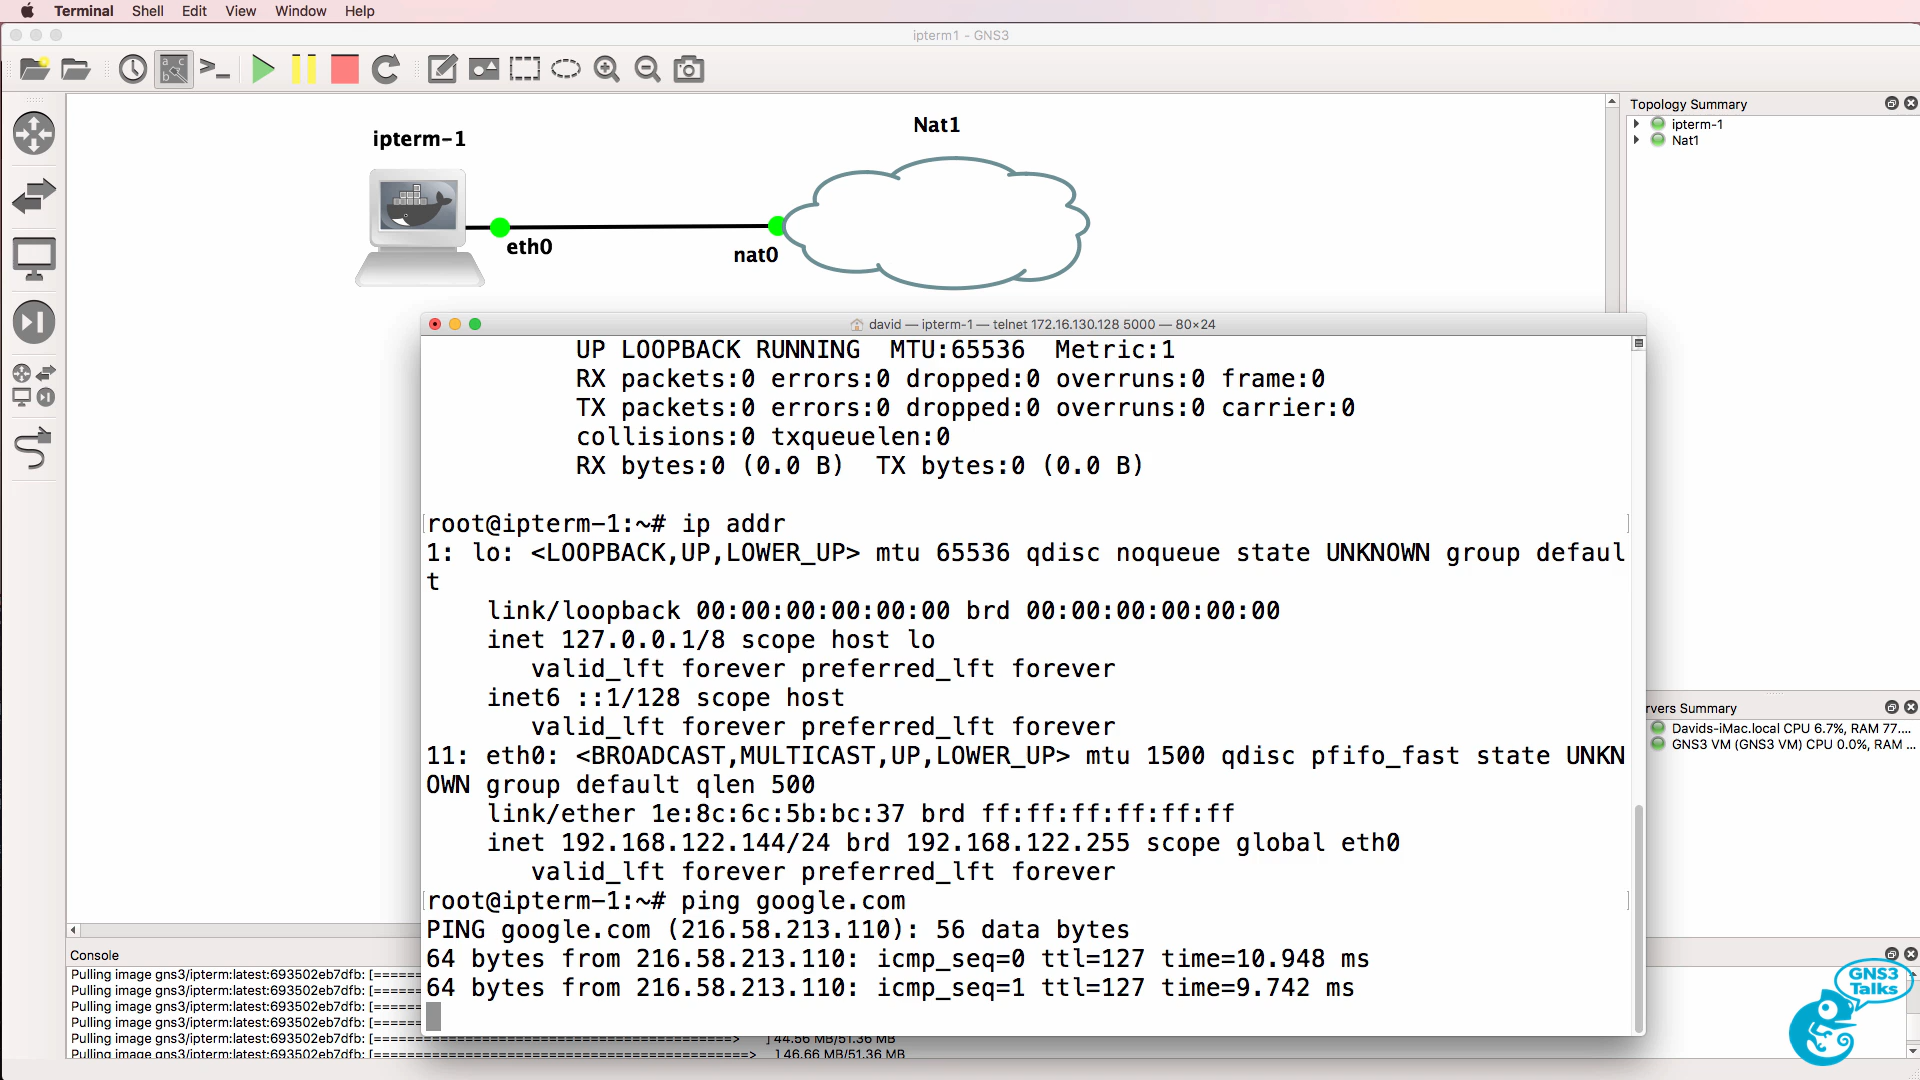 Terminal Shell Edit View Window Help
ipterm1 - GNS3
Topology Summary
ipterm-1
Nat1
ipterm-1
Nat1
eth0
nat0
david — ipterm-1 — telnet 172.16.130.128 5000 — 80×24
UP LOOPBACK RUNNING  MTU:65536  Metric:1
RX packets:0 errors:0 dropped:0 overruns:0 frame:0
TX packets:0 errors:0 dropped:0 overruns:0 carrier:0
collisions:0 txqueuelen:0
RX bytes:0 (0.0 B)  TX bytes:0 (0.0 B)
[root@ipterm-1:~# ip addr ]
1: lo: <LOOPBACK,UP,LOWER_UP> mtu 65536 qdisc noqueue state UNKNOWN group defaul
t
link/loopback 00:00:00:00:00:00 brd 00:00:00:00:00:00
inet 127.0.0.1/8 scope host lo
valid_lft forever preferred_lft forever
inet6 ::1/128 scope host
valid_lft forever preferred_lft forever
11: eth0: <BROADCAST,MULTICAST,UP,LOWER_UP> mtu 1500 qdisc pfifo_fast state UNKN
OWN group default qlen 500
link/ether 1e:8c:6c:5b:bc:37 brd ff:ff:ff:ff:ff:ff
inet 192.168.122.144/24 brd 192.168.122.255 scope global eth0
valid_lft forever preferred_lft forever
[root@ipterm-1:~# ping google.com ]
PING google.com (216.58.213.110): 56 data bytes
64 bytes from 216.58.213.110: icmp_seq=0 ttl=127 time=10.948 ms
64 bytes from 216.58.213.110: icmp_seq=1 ttl=127 time=9.742 ms
rvers Summary
Davids-iMac.local CPU 6.7%, RAM 77....
GNS3 VM (GNS3 VM) CPU 0.0%, RAM ...
Console
Pulling image gns3/ipterm:latest:693502eb7dfb: [======
Pulling image gns3/ipterm:latest:693502eb7dfb: [======
Pulling image gns3/ipterm:latest:693502eb7dfb: [======
Pulling image gns3/ipterm:latest:693502eb7dfb: [======
Pulling image gns3/ipterm:latest:693502eb7dfb: [=====> ] 44.56 MB/51.36 MB
Pulling image gns3/ipterm:latest:693502eb7dfb: [=====> ] 46.66 MB/51.36 MB
GNS3
Talks